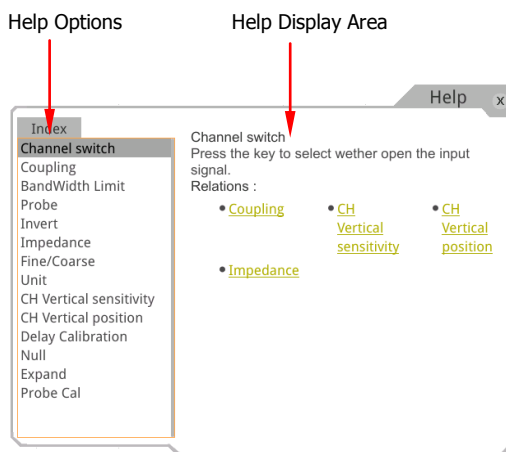 Help Options
Help Display Area
Help
x
Index
Channel switch
Coupling
BandWidth Limit
Probe
Invert
Impedance
Fine/Coarse
Unit
CH Vertical sensitivity
CH Vertical position
Delay Calibration
Null
Expand
Probe Cal
Channel switch
Press the key to select wether open the input
signal.
Relations :
• Coupling
• CH
Vertical
sensitivity
• CH
Vertical
position
• Impedance